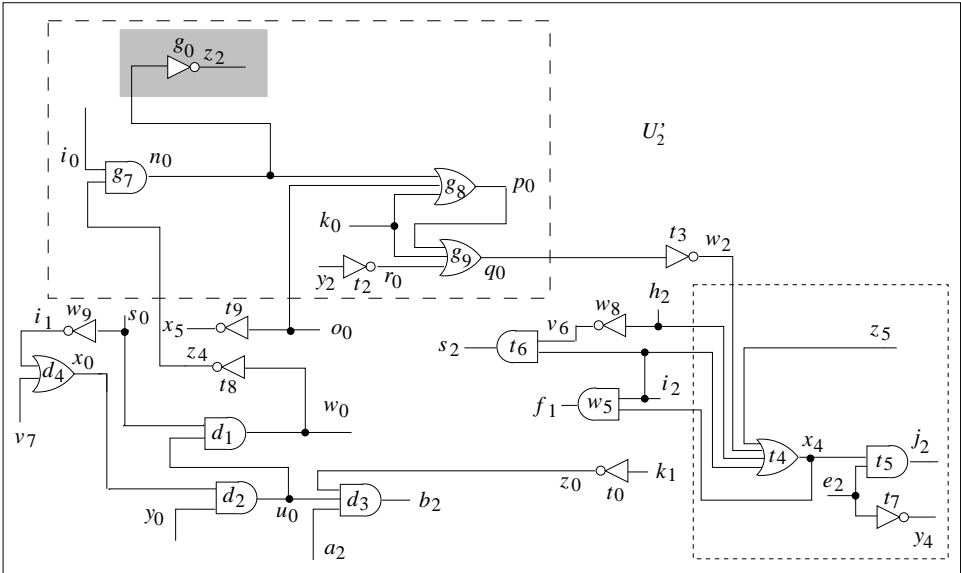 g0 z2
U2'
i0 n0
g7 g8 p0
k0
t3 w2
g9 q0
y2 t2 r0
h2
i1 w9 s0 x5 t9 o0 w8
v6 z5
x0 z4 s2 t6
d4 t8
w0 f1 w5 i2
v7 d1 x4 j2
t4 t5
z0 t0 k1
e2 t7
d2 d3 b2
y0 u0
y4
a2